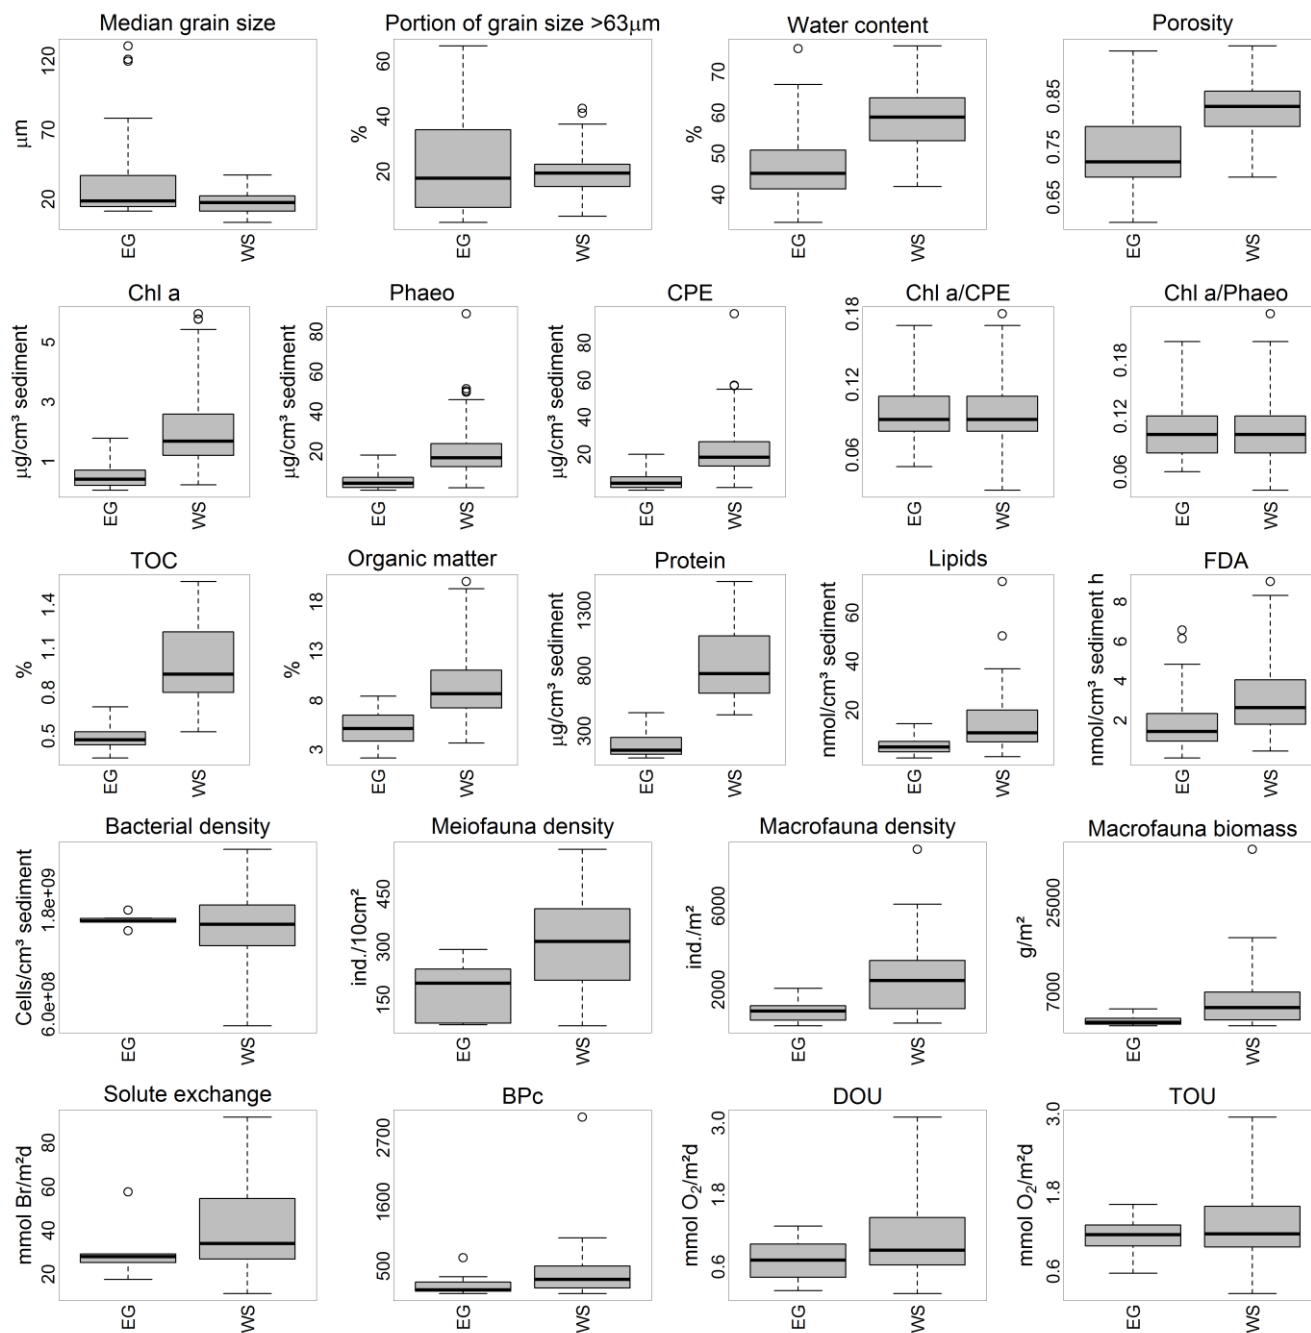 Median grain size
Portion of grain size >63μm
Water content
Porosity
μm
20 70 120
EG WS
%
20 40 60
EG WS
%
40 50 60 70
EG WS
0.65 0.75 0.85
EG WS
Chl a
Phaeo
CPE
Chl a/CPE
Chl a/Phaeo
μg/cm³ sediment
1 3 5
EG WS
μg/cm³ sediment
20 40 60 80
EG WS
μg/cm³ sediment
20 40 60 80
EG WS
0.06 0.12 0.18
EG WS
0.06 0.12 0.18
EG WS
TOC
Organic matter
Protein
Lipids
FDA
%
0.5 0.8 1.1 1.4
EG WS
%
3 8 13 18
EG WS
μg/cm³ sediment
300 800 1300
EG WS
nmol/cm³ sediment
20 40 60
EG WS
nmol/cm³ sediment h
2 4 6 8
EG WS
Bacterial density
Meiofauna density
Macrofauna density
Macrofauna biomass
Cells/cm³ sediment
6.0e+08 1.8e+09
EG WS
ind./10cm²
150 300 450
EG WS
ind./m²
2000 6000
EG WS
g/m²
7000 25000
EG WS
Solute exchange
BPc
DOU
TOU
mmol Br/m²d
20 40 60 80
EG WS
500 1600 2700
EG WS
mmol O₂/m²d
0.6 1.8 3.0
EG WS
mmol O₂/m²d
0.6 1.8 3.0
EG WS